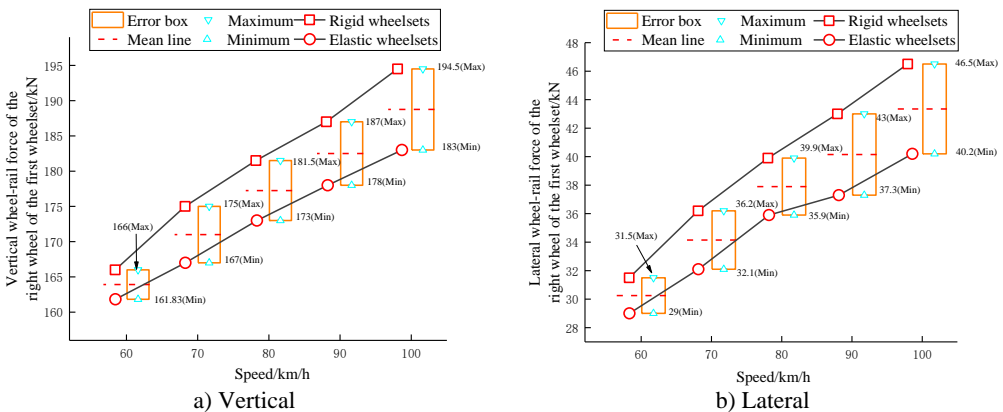 Error box Maximum Rigid wheelsets
Mean line Minimum Elastic wheelsets
Vertical wheel-rail force of the
right wheel of the first wheelset/kN
195
190
185
180
175
170
165
160
194.5(Max)
187(Max)
183(Min)
181.5(Max)
178(Min)
175(Max)
173(Min)
166(Max)
167(Min)
161.83(Min)
60 70 80 90 100
Speed/km/h
a) Vertical
Error box Maximum Rigid wheelsets
Mean line Minimum Elastic wheelsets
Lateral wheel-rail force of the
right wheel of the first wheelset/kN
48
46
44
42
40
38
36
34
32
30
28
46.5(Max)
43(Max)
40.2(Min)
39.9(Max)
37.3(Min)
36.2(Max)
35.9(Min)
31.5(Max)
32.1(Min)
29(Min)
60 70 80 90 100
Speed/km/h
b) Lateral